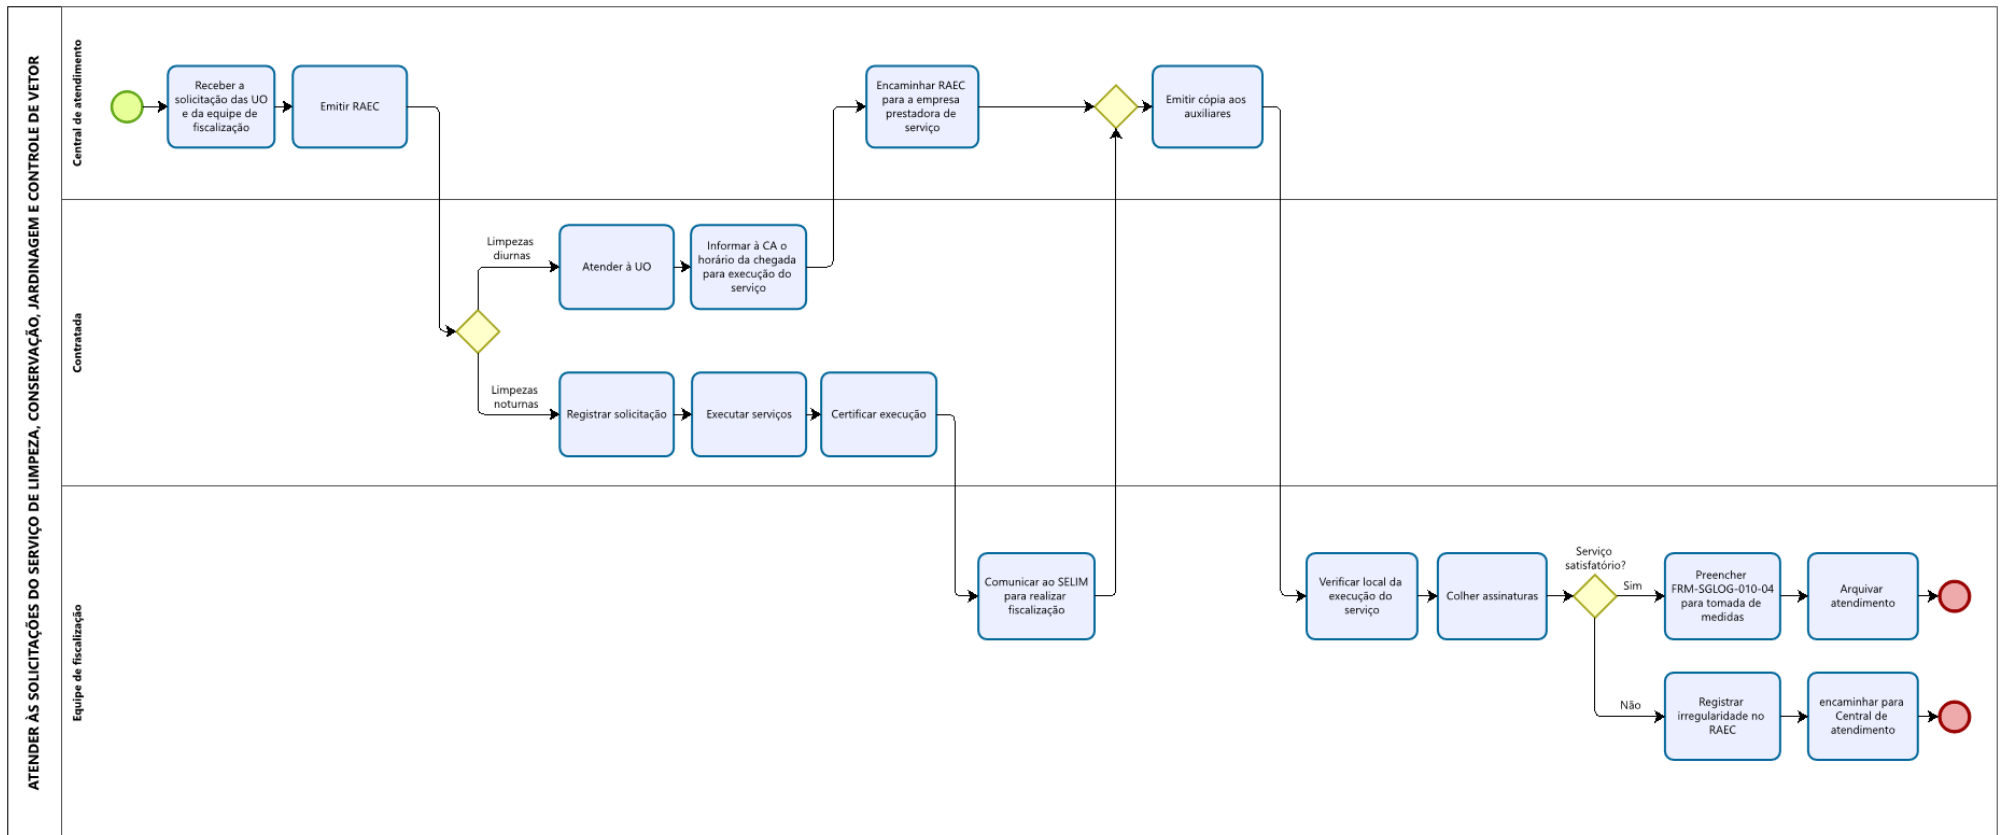 ATENDER ÀS SOLICITAÇÕES DO SERVIÇO DE LIMPEZA, CONSERVAÇÃO, JARDINAGEM E CONTROLE DE VETOR
Central de atendimento
Receber a
solicitação das UO
e da equipe de
fiscalização
Emitir RAEC
Encaminhar RAEC
para a empresa
prestadora de
serviço
Emitir cópia aos
auxiliares
Contratada
Limpezas
diurnas
Atender à UO
Informar à CA o
horário da chegada
para execução do
serviço
Limpezas
noturnas
Registrar solicitação
Executar serviços
Certificar execução
Equipe de fiscalização
Comunicar ao SELIM
para realizar
fiscalização
Verificar local da
execução do
serviço
Colher assinaturas
Serviço
satisfatório?
Sim
Preencher
FRM-SGLOG-010-04
para tomada de
medidas
Arquivar
atendimento
Não
Registrar
irregularidade no
RAEC
encaminhar para
Central de
atendimento